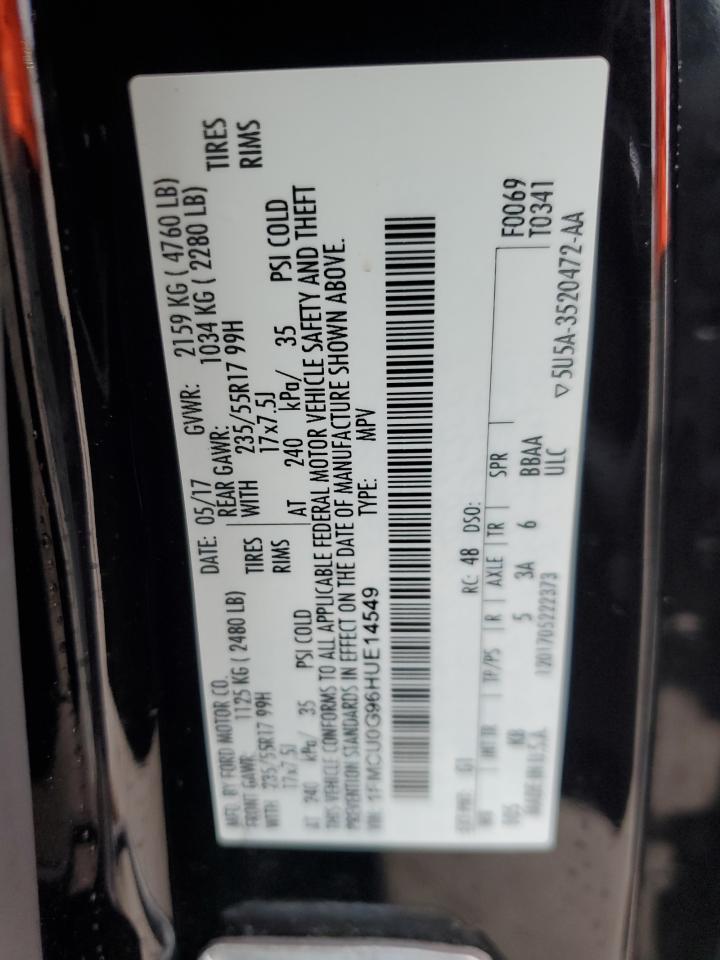 MFD. BY FORD MOTOR CO.
DATE: 05/17 GVWR: 2159 KG ( 4760 LB)
FRONT GAWR: 1125 KG ( 2480 LB)
REAR GAWR: 1034 KG ( 2280 LB)
WITH 235/55R17 99H TIRES
WITH 235/55R17 99H TIRES
17x7.5J RIMS
17x7.5J RIMS
AT 240 kPa/ 35 PSI COLD
AT 240 kPa/ 35 PSI COLD
THIS VEHICLE CONFORMS TO ALL APPLICABLE FEDERAL MOTOR VEHICLE SAFETY AND THEFT
PREVENTION STANDARDS IN EFFECT ON THE DATE OF MANUFACTURE SHOWN ABOVE.
VIN: 1FMCU0G96HUE14549 TYPE: MPV
F0069
T0341
EXT PNT: G1 RC: 48 DSO:
WB INT TR TP/PS R AXLE TR SPR
KB 5 3A 6 BBAA
1201705222373 ULC
MADE IN U.S.A.
▽5U5A-3520472-AA